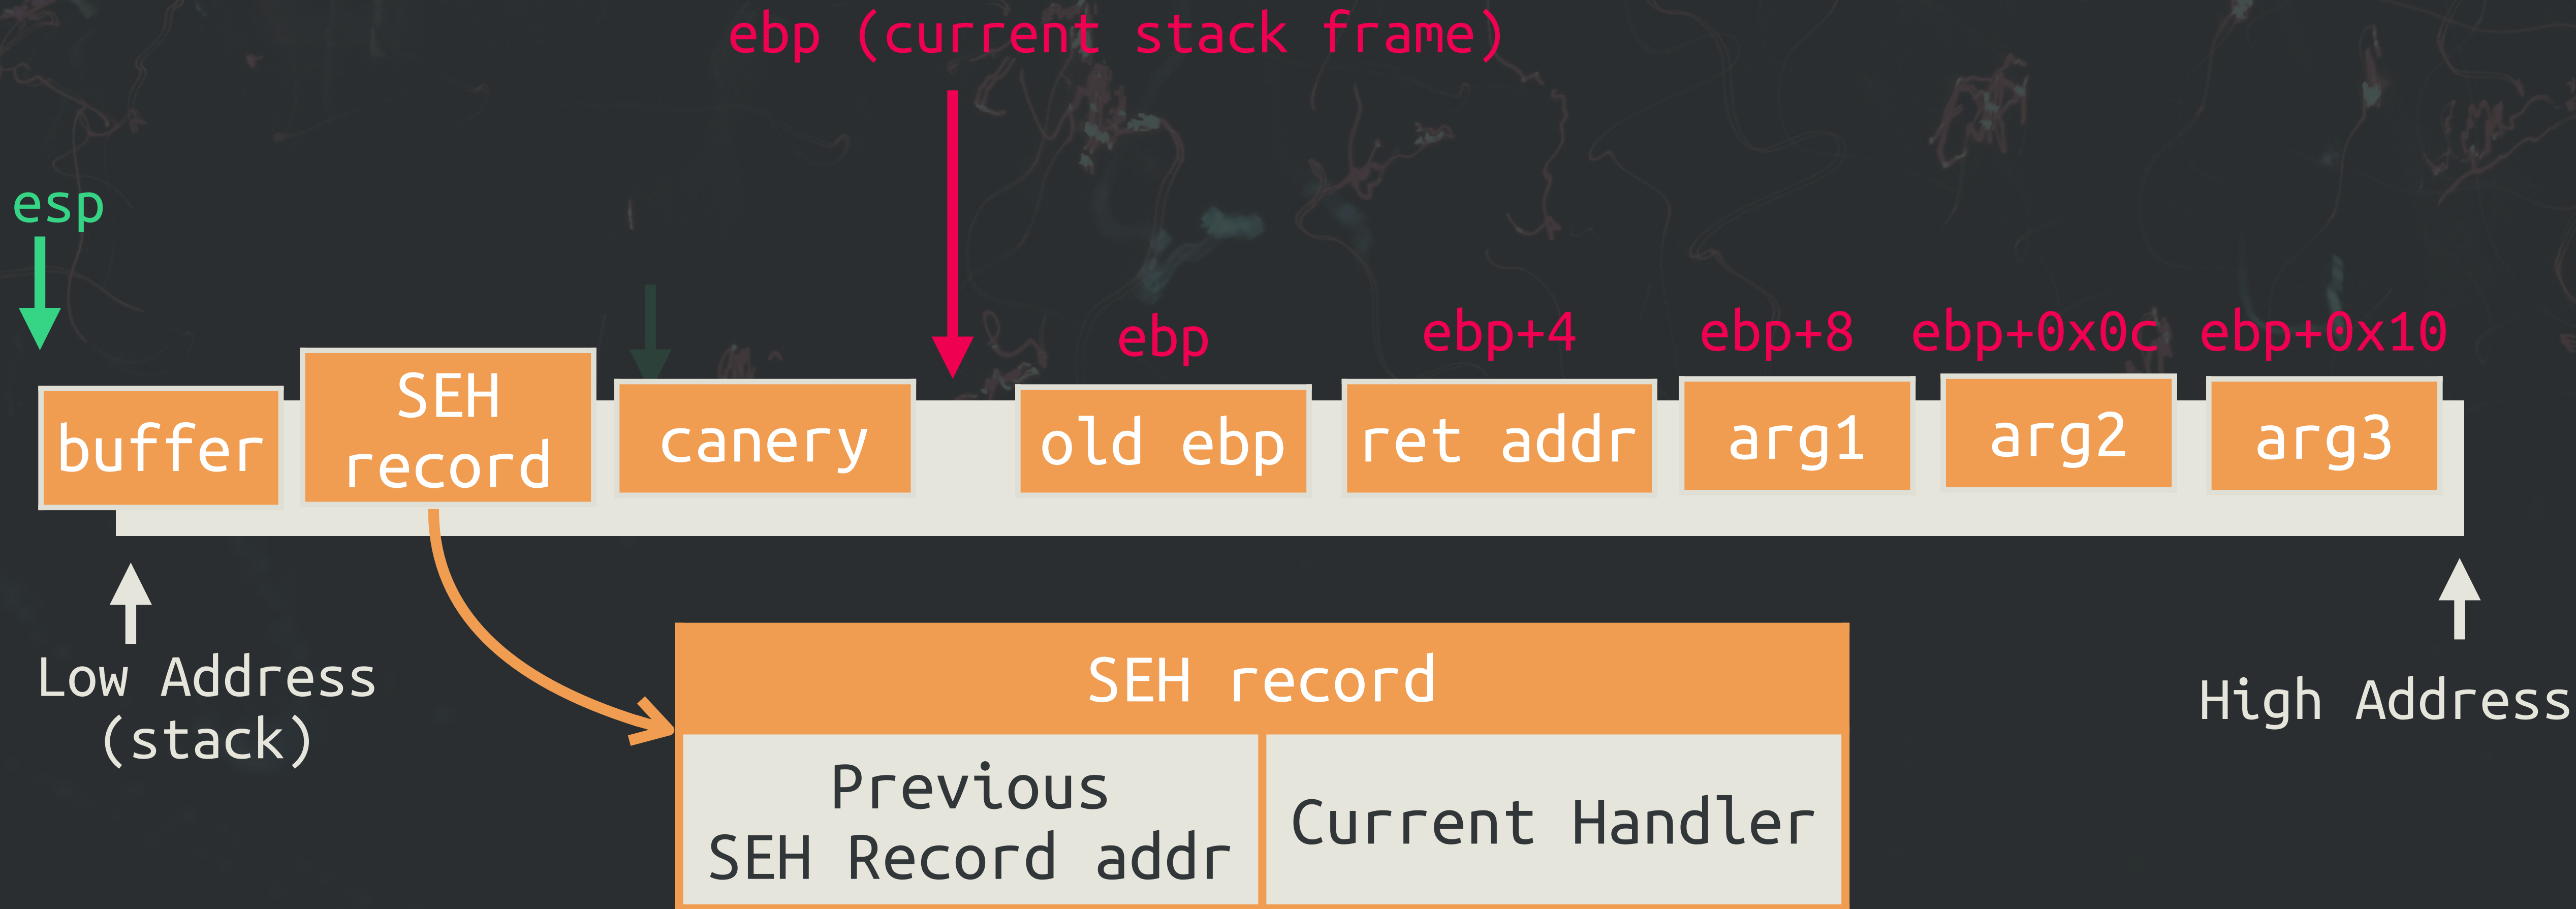 ebp (current stack frame)
esp
ebp
ebp+4
ebp+8
ebp+0x0c
ebp+0x10
buffer
SEH
record
canery
old ebp
ret addr
arg1
arg2
arg3
Low Address
(stack)
High Address
SEH record
Previous
SEH Record addr
Current Handler